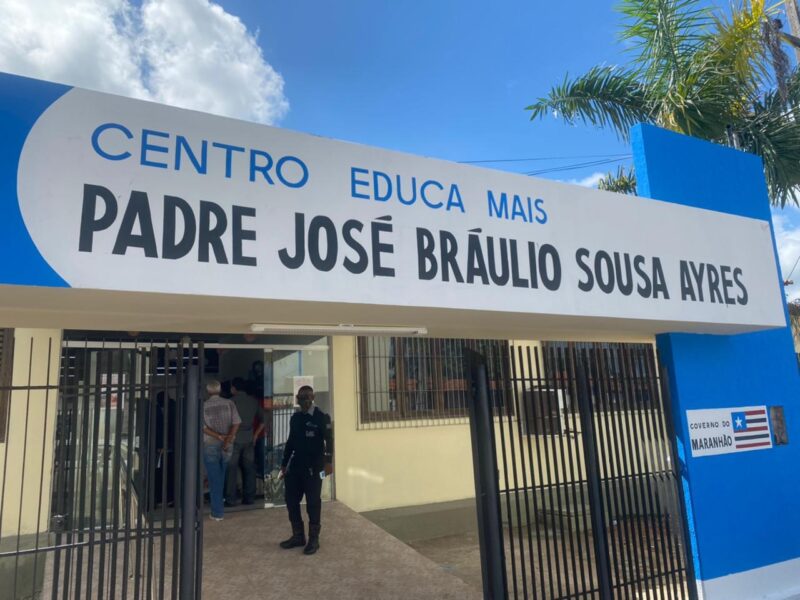 CENTRO EDUCA MAIS
PADRE JOSÉ BRÁULIO SOUSA AYRES
GOVERNO DO
MARANHÃO